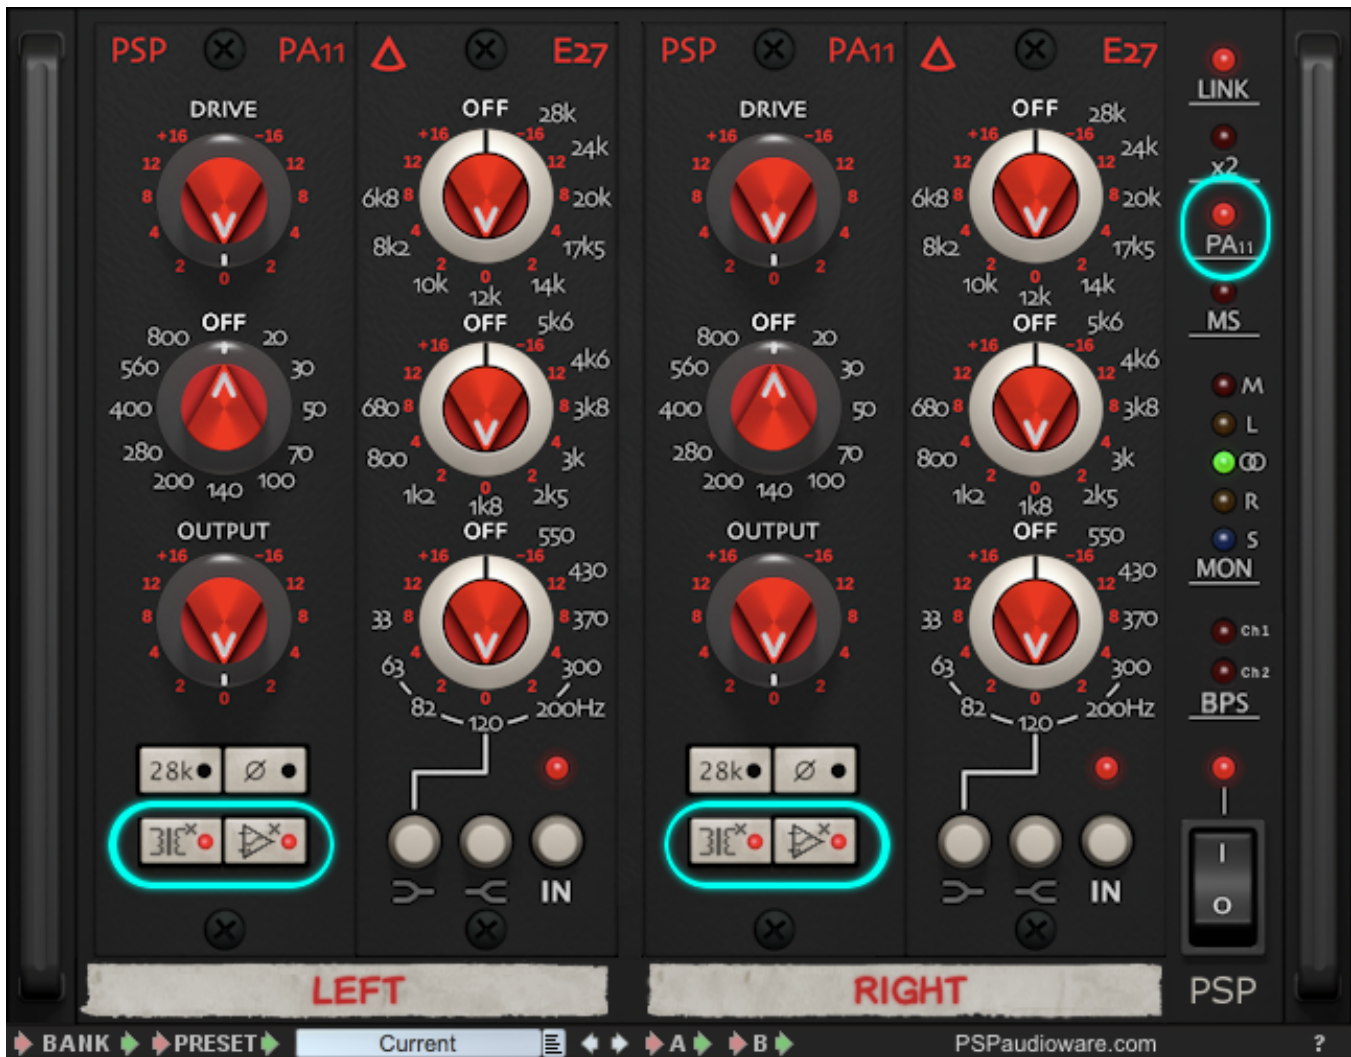 PSP PA11 E27 PSP PA11 E27
LINK
DRIVE OFF 28k DRIVE OFF 28k
+16 -16 +16 -16 24k +16 -16 +16 -16 24k
12 12 12 12 12 12 12 12
x2
8 8 6k8 8 8 20k 8 8 6k8 8 8 20k
4 4 8k2 4 4 17k5 4 4 8k2 4 4 17k5
PA11
2 0 2 10k 2 0 2 14k 2 0 2 10k 2 0 2 14k
12k 12k
OFF OFF 5k6 OFF OFF 5k6
MS
800 20 +16 -16 800 20 +16 -16
560 30 12 12 4k6 560 30 12 12 4k6
M
400 50 680 8 8 3k8 400 50 680 8 8 3k8
L
280 70 800 4 4 3k 280 70 800 4 4 3k
200 140 100 1k2 2 0 2 2k5 200 140 100 1k2 2 0 2 2k5
1k8 1k8
R
OUTPUT OFF 550 OUTPUT OFF 550
S
+16 -16 +16 -16 +16 -16 +16 -16
MON
12 12 12 12 430 12 12 12 12 430
8 8 33 8 8 370 8 8 33 8 8 370
Ch1
4 4 63 4 4 300 4 4 63 4 4 300
Ch2
2 0 2 82 2 0 2 200Hz 2 0 2 82 2 0 2 200Hz
120 120
BPS
28k Ø 28k Ø
x x x x
I
IN IN
O
LEFT RIGHT PSP
BANK PRESET Current A B PSPaudioware.com ?